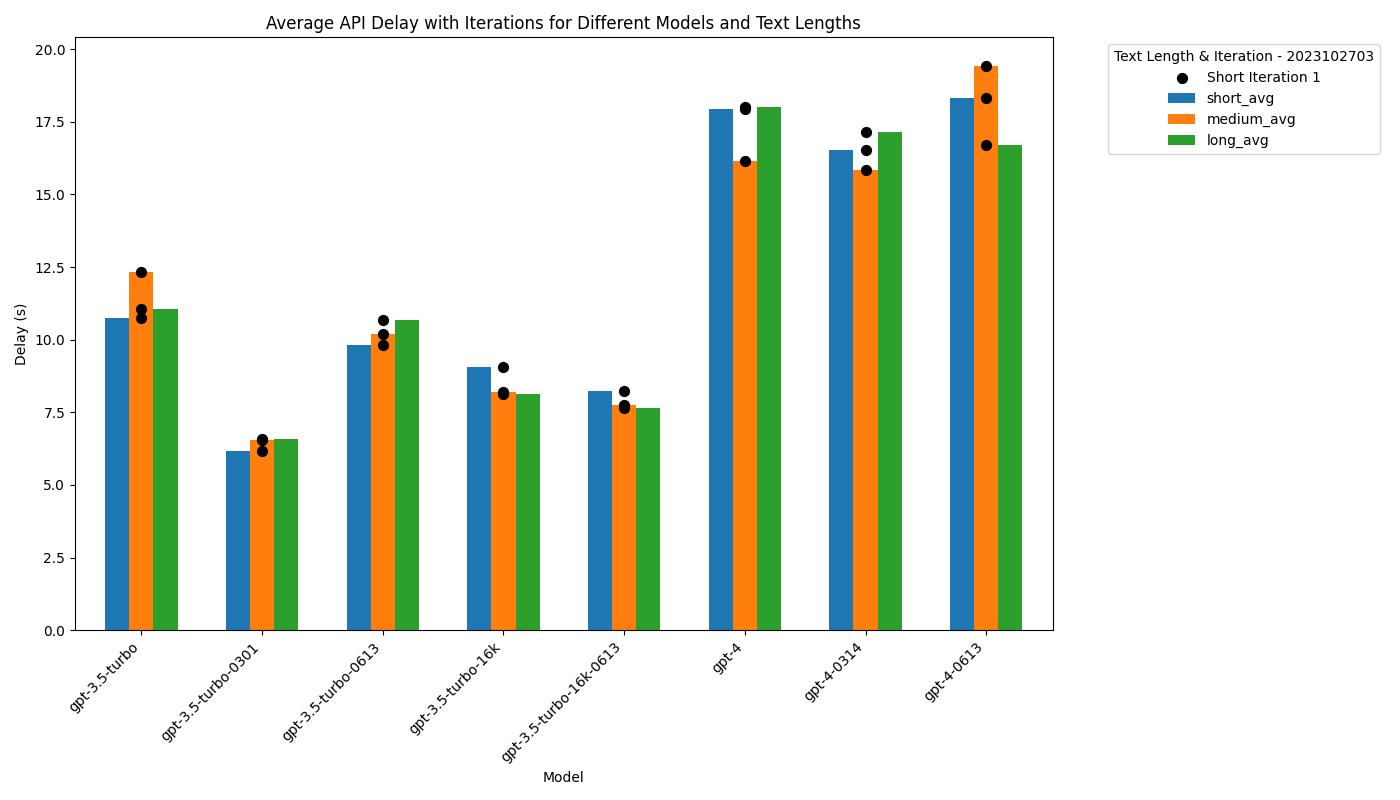 Average API Delay with Iterations for Different Models and Text Lengths
Text Length & Iteration - 2023102703
Short Iteration 1
short_avg
medium_avg
long_avg
Delay (s)
20.0
17.5
15.0
12.5
10.0
7.5
5.0
2.5
0.0
gpt-3.5-turbo
gpt-3.5-turbo-0301
gpt-3.5-turbo-0613
gpt-3.5-turbo-16k
gpt-3.5-turbo-16k-0613
gpt-4
gpt-4-0314
gpt-4-0613
Model